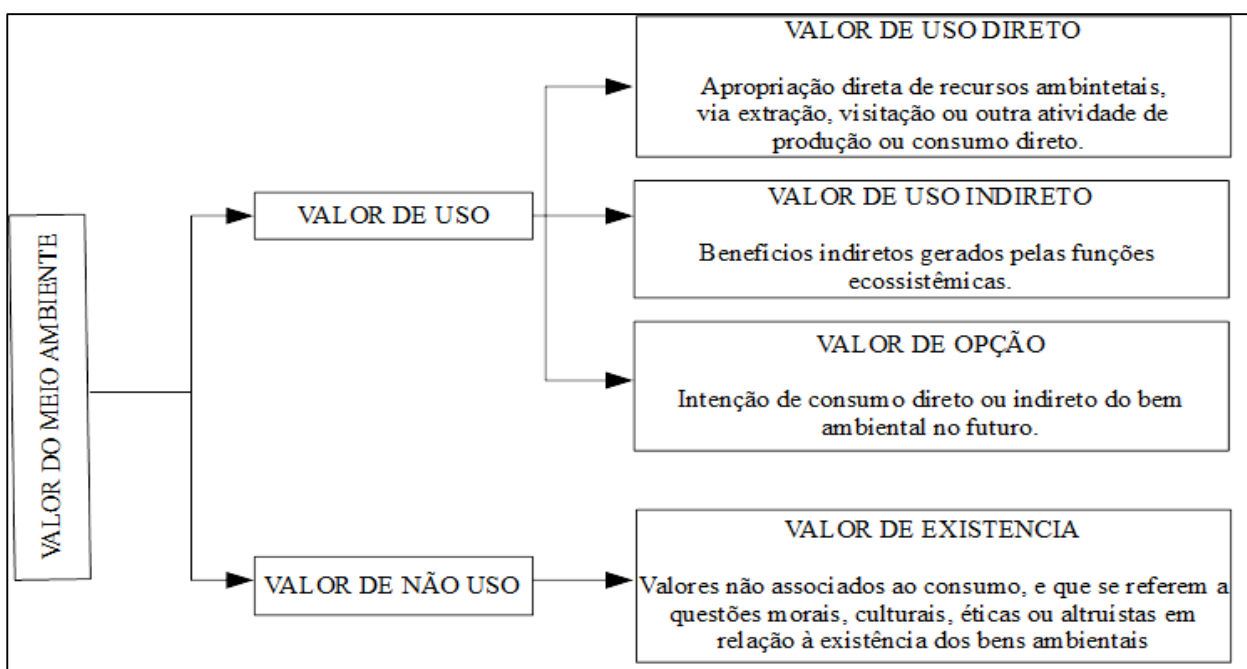 VALOR DO MEIO AMBIENTE
VALOR DE USO
VALOR DE USO DIRETO
Apropriação direta de recursos ambintetais,
via extração, visitação ou outra atividade de
produção ou consumo direto.
VALOR DE USO INDIRETO
Benefícios indiretos gerados pelas funções
ecossistêmicas.
VALOR DE OPÇÃO
Intenção de consumo direto ou indireto do bem
ambiental no futuro.
VALOR DE NÃO USO
VALOR DE EXISTENCIA
Valores não associados ao consumo, e que se referem a
questões morais, culturais, éticas ou altruístas em
relação à existência dos bens ambientais